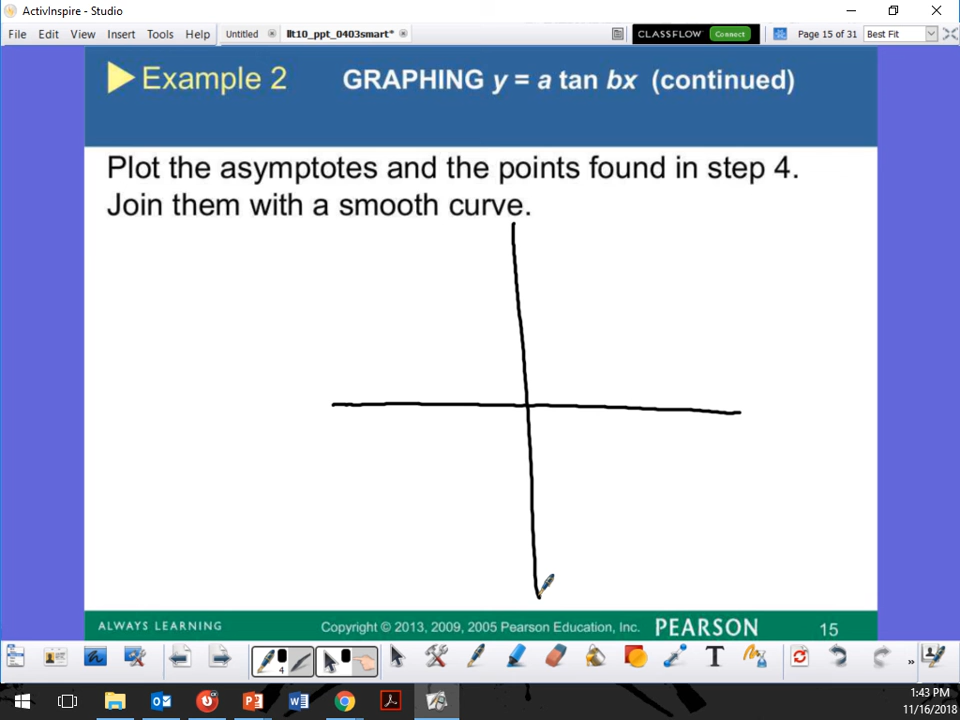 ActivInspire - Studio
File Edit View Insert Tools Help Untitled llt10_ppt_0403smart* CLASSFLOW Connect Page 15 of 31 Best Fit
Example 2 GRAPHING y = a tan bx (continued)
Plot the asymptotes and the points found in step 4.
Join them with a smooth curve.
ALWAYS LEARNING Copyright © 2013, 2009, 2005 Pearson Education, Inc. PEARSON 15
4 T »
1:43 PM
11/16/2018